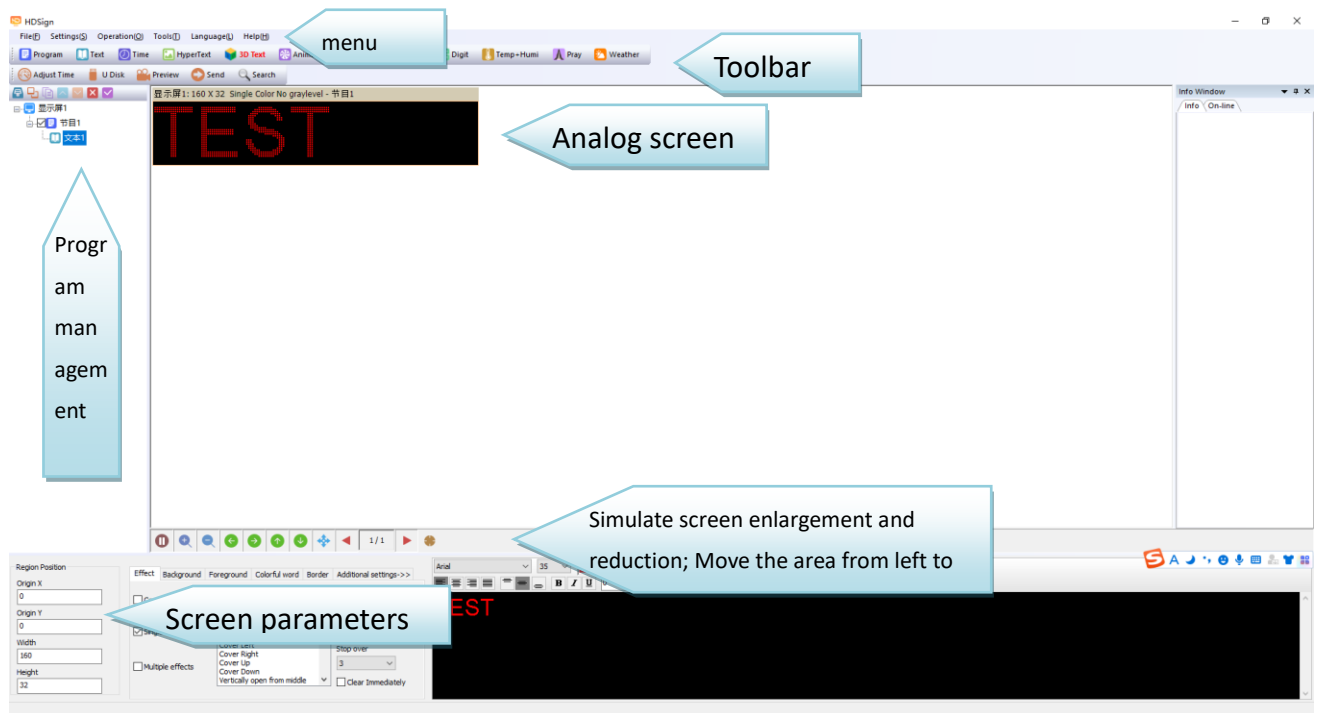 HDSign
File(F) Settings(S) Operation(O) Tools(T) Language(L) Help(H)
menu
Program Text Time HyperText 3D Text Digit Temp+Humi Pray Weather
Toolbar
Adjust Time U Disk Preview Send Search
显示屏1
节目1
文本1
显示屏1: 160 X 32 Single Color No graylevel - 节目1
TEST
Analog screen
Info Window
Info On-line
Progr
am
man
agem
ent
Simulate screen enlargement and
reduction; Move the area from left to
1/1
Region Position
Origin X
0
Origin Y
0
Width
160
Height
32
Effect Background Foreground Colorful word Border Additional settings->>
Screen parameters
Multiple effects
Cover Right
Cover Up
Cover Down
Vertically open from middle
Stop over
3
Clear Immediately
Arial 35
B I U
EST